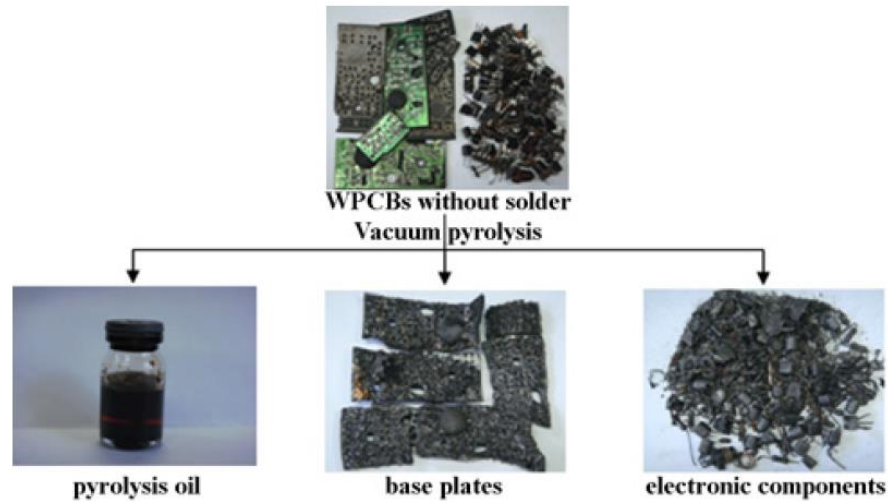 WPCBs without solder
Vacuum pyrolysis
pyrolysis oil
base plates
electronic components